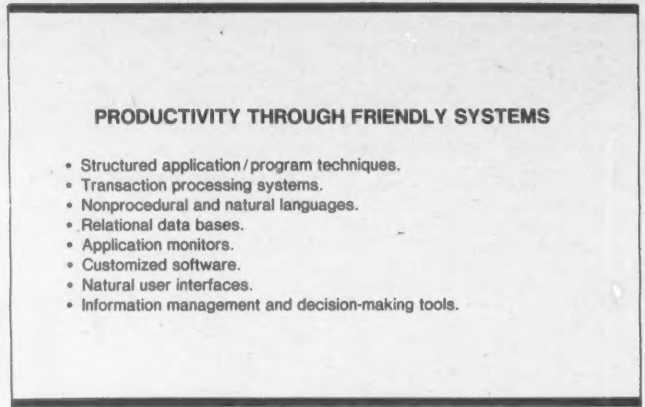 PRODUCTIVITY THROUGH FRIENDLY SYSTEMS
• Structured application/program techniques.
• Transaction processing systems.
• Nonprocedural and natural languages.
• Relational data bases.
• Application monitors.
• Customized software.
• Natural user interfaces.
• Information management and decision-making tools.